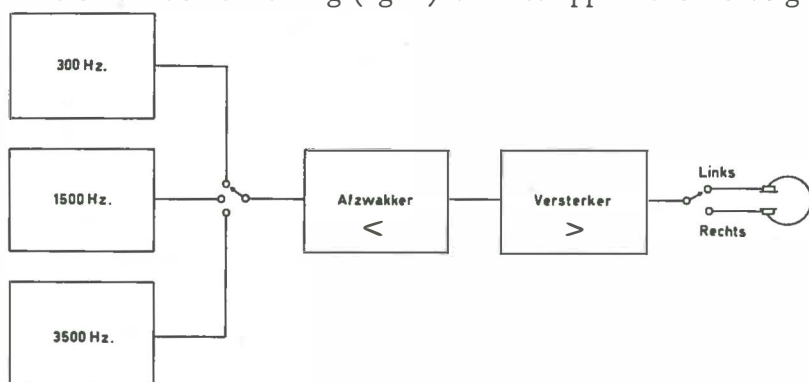 300 Hz.
1500 Hz.
Afzwakker
<
Versterker
>
Links
Rechts
3500 Hz.